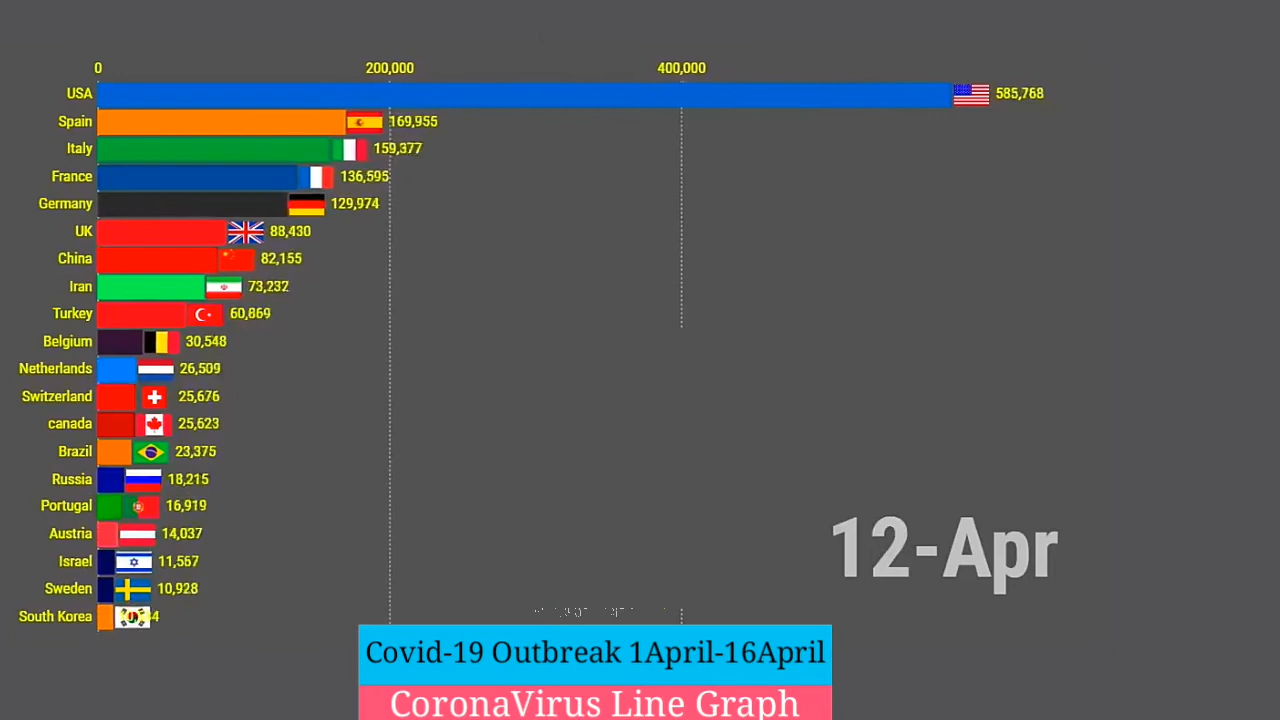 0 200,000 400,000
USA 585,768
Spain 169,955
Italy 159,377
France 136,595
Germany 129,974
UK 88,430
China 82,155
Iran 73,232
Turkey 60,869
Belgium 30,548
Netherlands 26,509
Switzerland 25,676
canada 25,623
Brazil 23,375
Russia 18,215
Portugal 16,919
Austria 14,037
Israel 11,567
Sweden 10,928
South Korea
12-Apr
Covid-19 Outbreak 1April-16April
CoronaVirus Line Graph